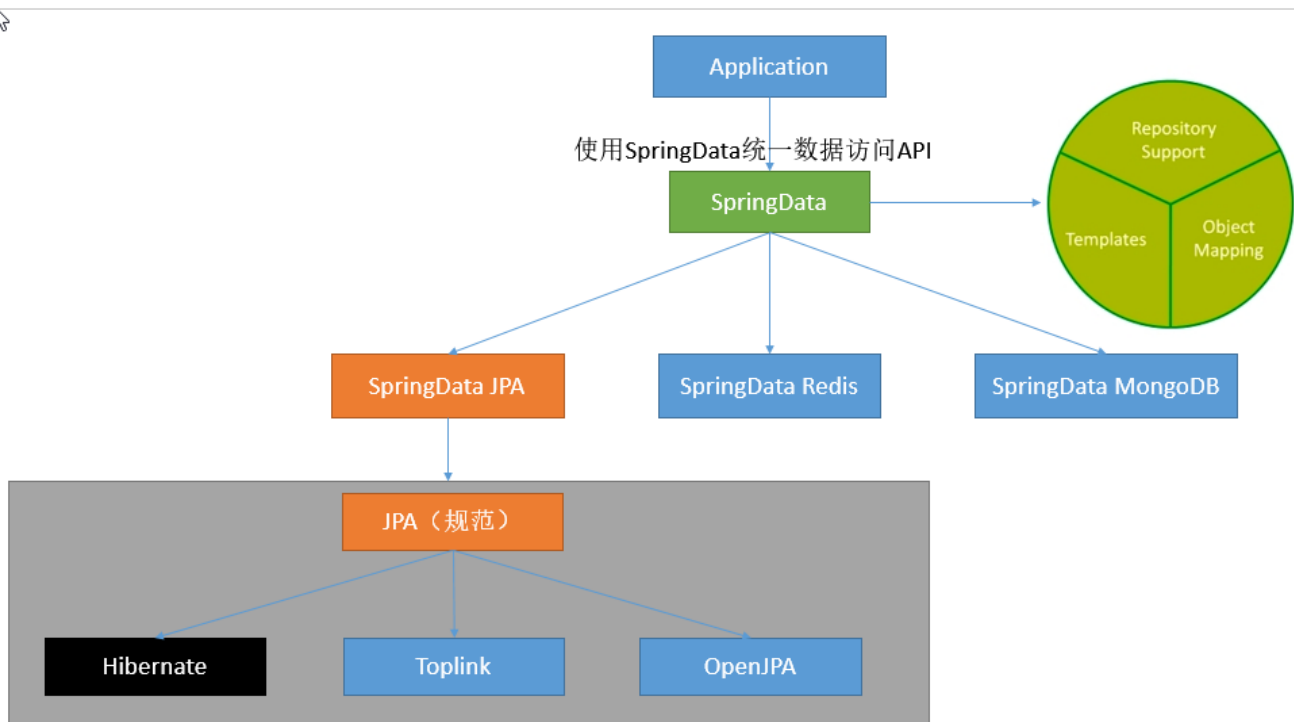 Application
使用SpringData统一数据访问API
Repository
Support
SpringData
Templates
Object
Mapping
SpringData JPA
SpringData Redis
SpringData MongoDB
JPA（规范）
Hibernate
Toplink
OpenJPA